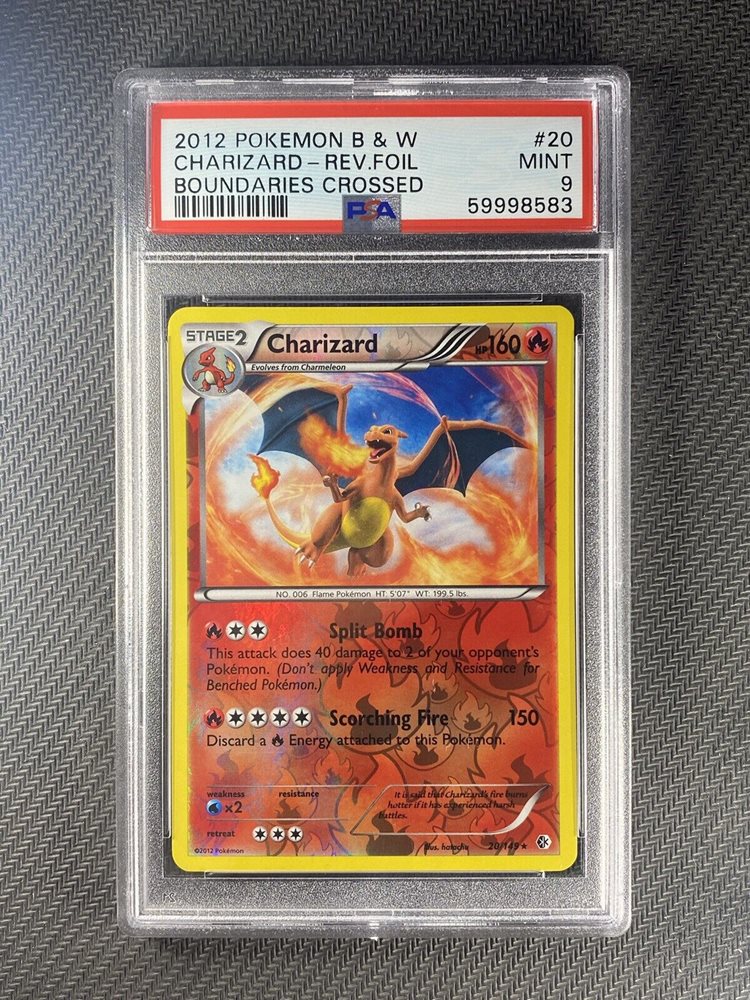 2012 POKEMON B & W #20
CHARIZARD - REV.FOIL MINT
BOUNDARIES CROSSED 9
PSA 59998583
STAGE2 Charizard HP160
Evolves from Charmeleon
NO. 006 Flame Pokémon HT: 5'07" WT: 199.5 lbs.
Split Bomb
This attack does 40 damage to 2 of your opponent's
Pokémon. (Don't apply Weakness and Resistance for
Benched Pokémon.)
Scorching Fire 150
Discard a Energy attached to this Pokémon.
weakness resistance
×2
It is said that Charizard's fire burns
hotter if it has experienced harsh
battles.
retreat
©2012 Pokémon Illus. hatachu 20/149★